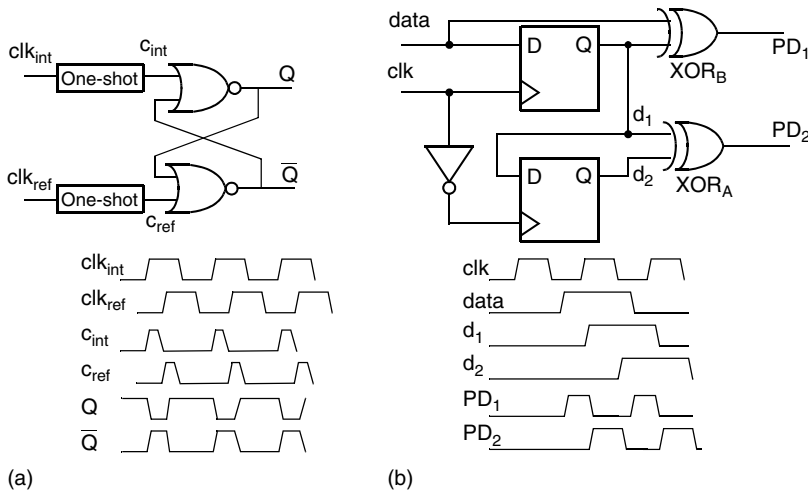 clk_int
One-shot
c_int
Q
clk_ref
One-shot
c_ref
Q̅
clk_int
clk_ref
c_int
c_ref
Q
Q̅
(a)
data
clk
D Q
XOR_B
PD_1
d_1
D Q
d_2
XOR_A
PD_2
clk
data
d_1
d_2
PD_1
PD_2
(b)